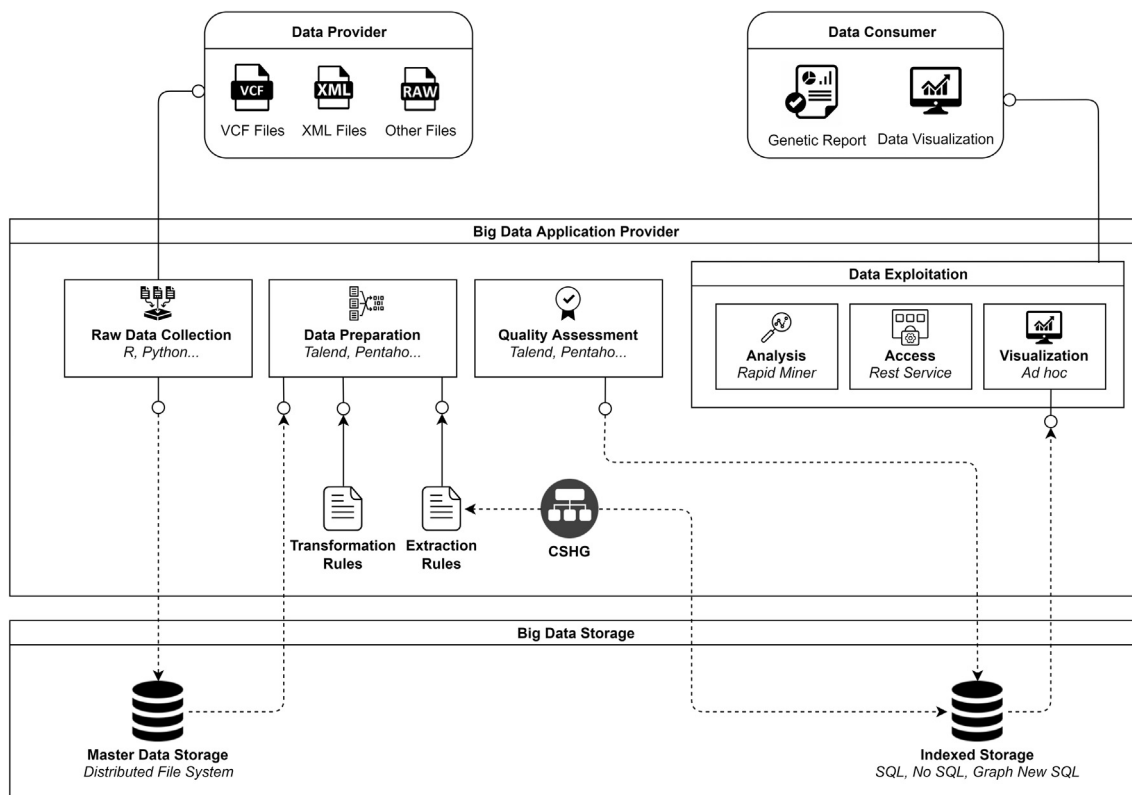 Data Provider
VCF
XML
RAW
VCF Files
XML Files
Other Files
Data Consumer
Genetic Report
Data Visualization
Big Data Application Provider
Raw Data Collection
R, Python...
Data Preparation
Talend, Pentaho...
Quality Assessment
Talend, Pentaho...
Data Exploitation
Analysis
Rapid Miner
Access
Rest Service
Visualization
Ad hoc
Transformation
Rules
Extraction
Rules
CSHG
Big Data Storage
Master Data Storage
Distributed File System
Indexed Storage
SQL, No SQL, Graph New SQL